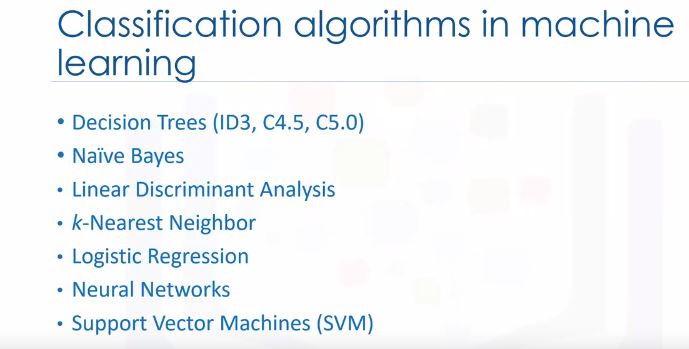 Classification algorithms in machine
learning
• Decision Trees (ID3, C4.5, C5.0)
• Naïve Bayes
• Linear Discriminant Analysis
• k-Nearest Neighbor
• Logistic Regression
• Neural Networks
• Support Vector Machines (SVM)